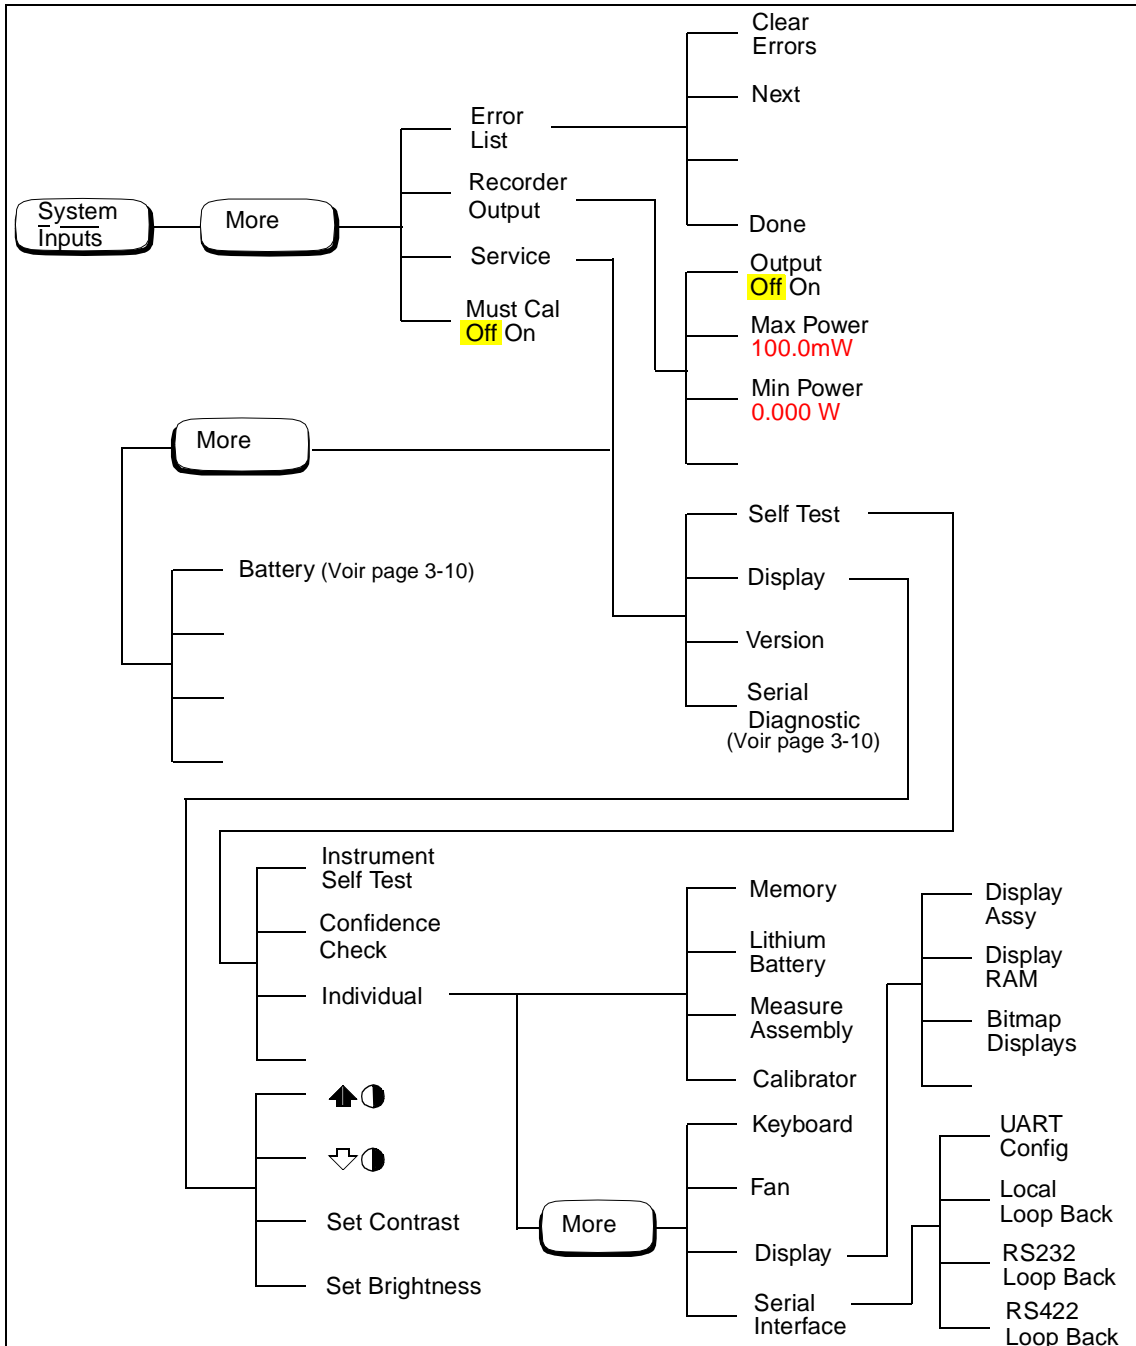 Clear
Errors
Next
Done
Error
List
Recorder
Output
Service
Must Cal
Off On
System
Inputs
More
Output
Off On
Max Power
100.0mW
Min Power
0.000 W
More
Battery (Voir page 3-10)
Self Test
Display
Version
Serial
Diagnostic
(Voir page 3-10)
Instrument
Self Test
Confidence
Check
Individual
Set Contrast
Set Brightness
Memory
Lithium
Battery
Measure
Assembly
Calibrator
More
Keyboard
Fan
Display
Serial
Interface
Display
Assy
Display
RAM
Bitmap
Displays
UART
Config
Local
Loop Back
RS232
Loop Back
RS422
Loop Back